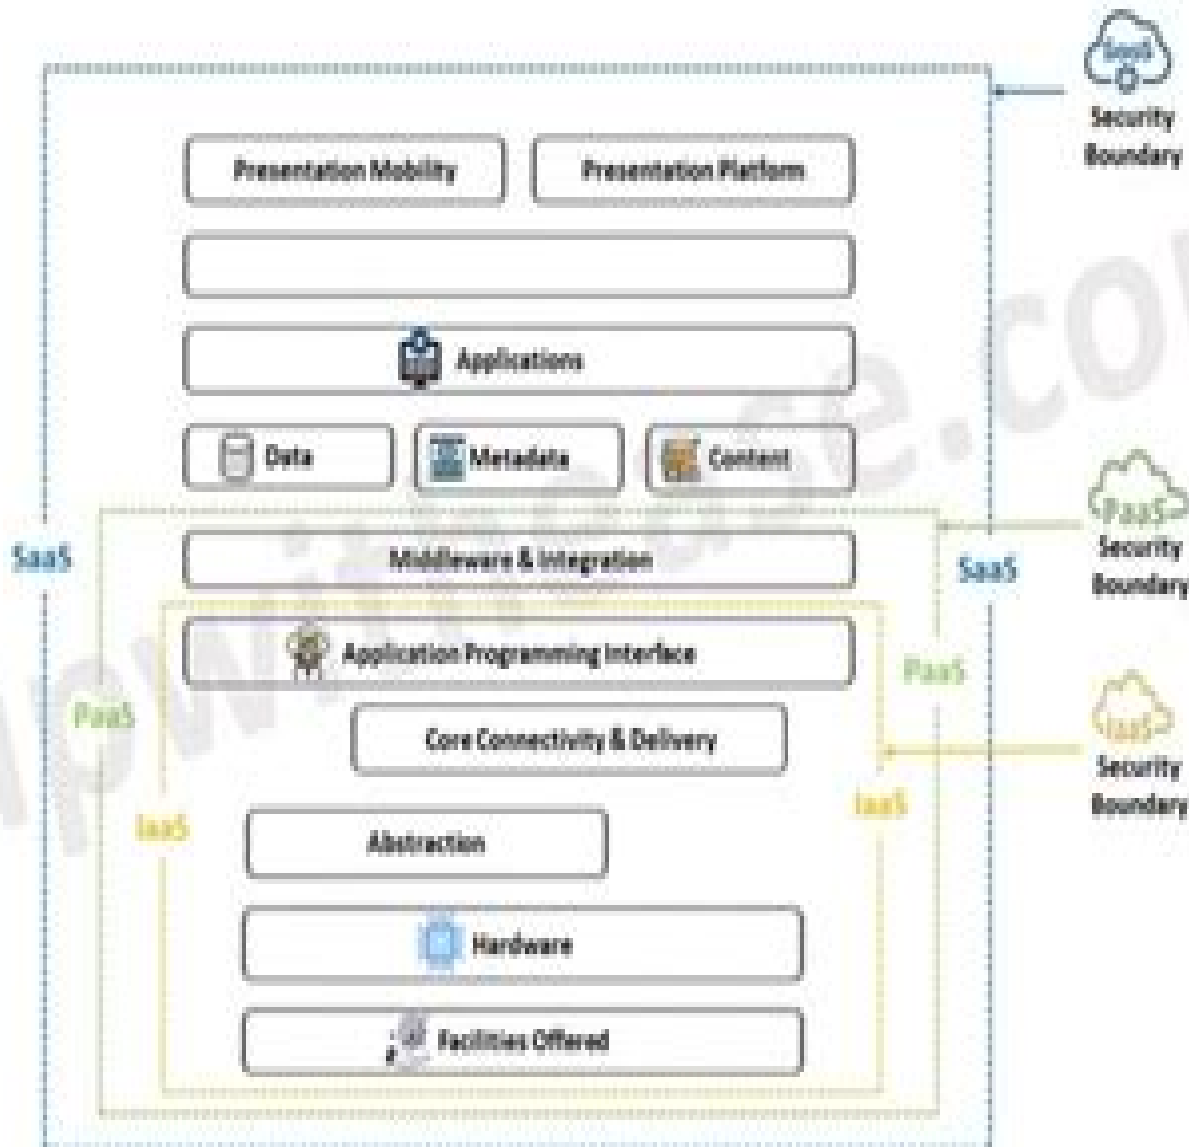 SaaS
Security
Boundary
Presentation Mobility
Presentation Platform
Applications
Data
Metadata
Content
PaaS
Security
Boundary
SaaS
Middleware & Integration
SaaS
Application Programming Interface
PaaS
PaaS
IaaS
Security
Boundary
Core Connectivity & Delivery
IaaS
IaaS
Abstraction
Hardware
Facilities Offered